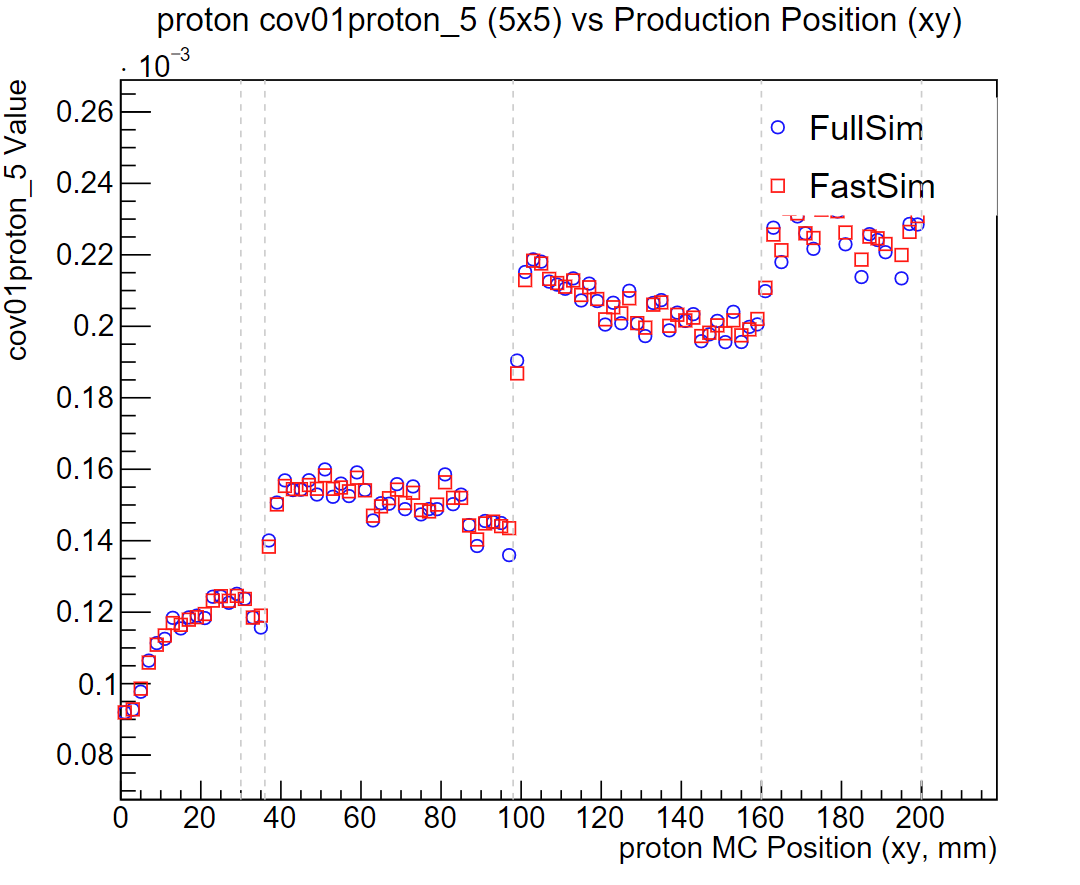 proton cov01proton_5 (5x5) vs Production Position (xy)
· 10⁻³
cov01proton_5 Value
0.26
0.24
0.22
0.2
0.18
0.16
0.14
0.12
0.1
0.08
FullSim
FastSim
0 20 40 60 80 100 120 140 160 180 200
proton MC Position (xy, mm)